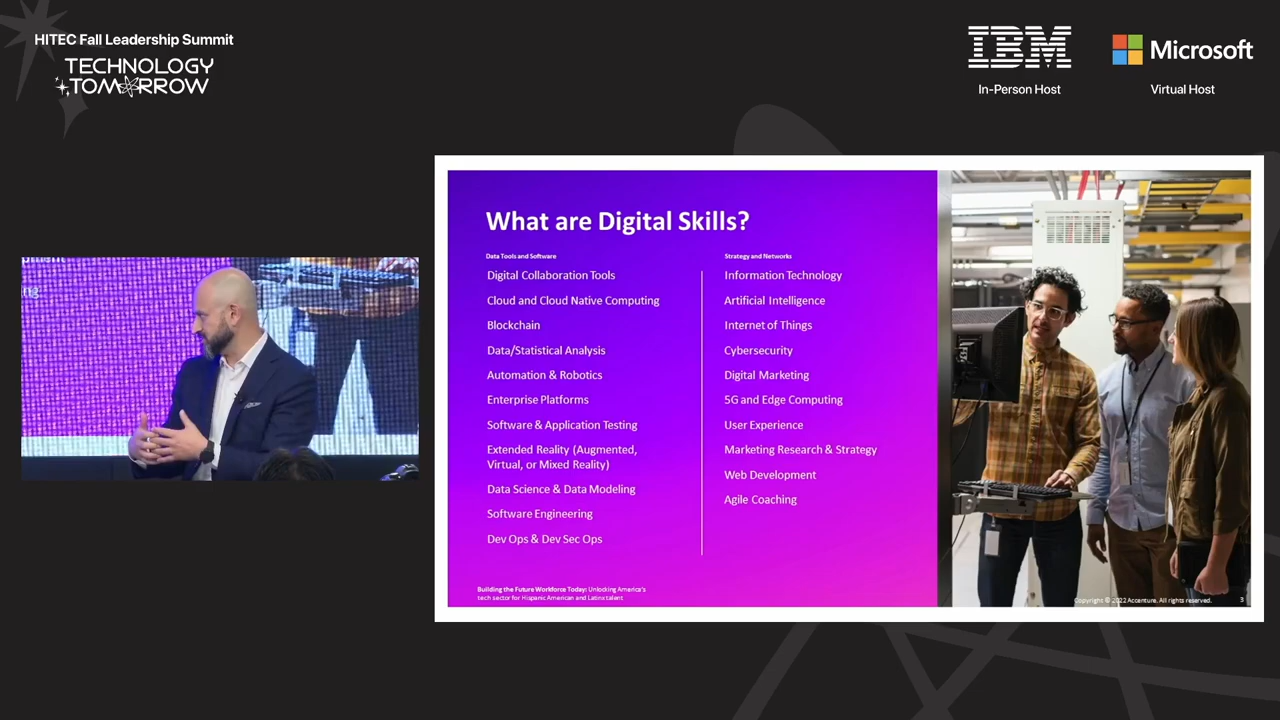 HITEC Fall Leadership Summit
TECHNOLOGY
TOMORROW
IBM
In-Person Host
Microsoft
Virtual Host
What are Digital Skills?
Data Tools and Software
Digital Collaboration Tools
Cloud and Cloud Native Computing
Blockchain
Data/Statistical Analysis
Automation & Robotics
Enterprise Platforms
Software & Application Testing
Extended Reality (Augmented,
Virtual, or Mixed Reality)
Data Science & Data Modeling
Software Engineering
Dev Ops & Dev Sec Ops
Strategy and Networks
Information Technology
Artificial Intelligence
Internet of Things
Cybersecurity
Digital Marketing
5G and Edge Computing
User Experience
Marketing Research & Strategy
Web Development
Agile Coaching
Building the Future Workforce Today: Unlocking America's
tech sector for Hispanic American and Latinx talent
Copyright © 2022 Accenture. All rights reserved.
3